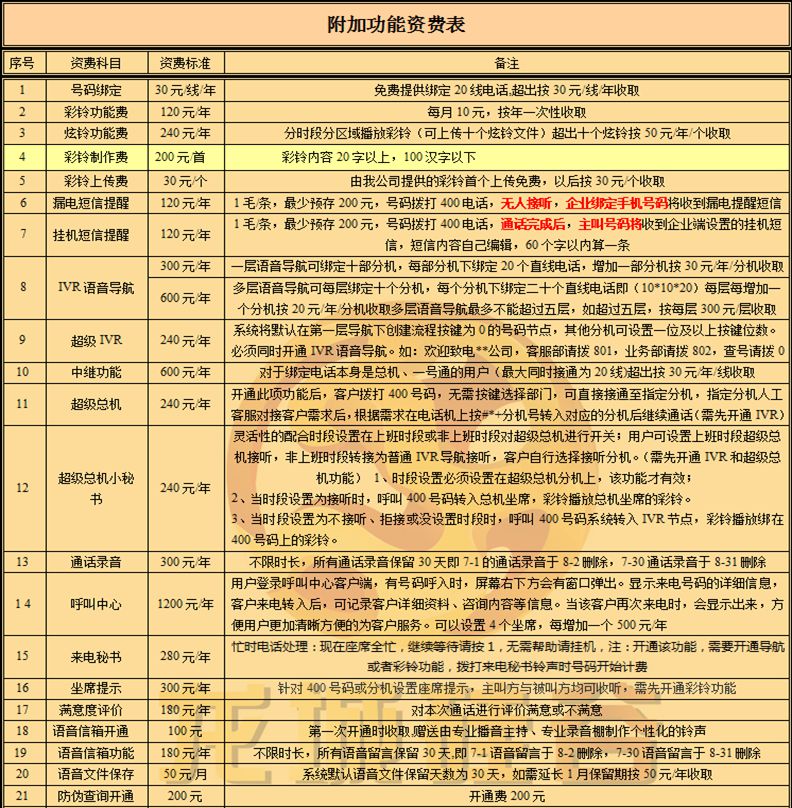 附加功能资费表
序号 资费科目 资费标准 备注
1 号码绑定 30元/线/年 免费提供绑定20线电话,超出按30元/线/年收取
2 彩铃功能费 120元/年 每月10元，按年一次性收取
3 炫铃功能费 240元/年 分时段分区域播放彩铃（可上传十个炫铃文件）超出十个炫铃按50元/年/个收取
4 彩铃制作费 200元/首 彩铃内容20字以上，100汉字以下
5 彩铃上传费 30元/个 由我公司提供的彩铃首个上传免费，以后按30元/个收取
6 漏电短信提醒 120元/年 1毛/条，最少预存200元，号码拨打400电话，无人接听，企业绑定手机号码将收到漏电提醒短信
7 挂机短信提醒 120元/年 1毛/条，最少预存200元，号码拨打400电话，通话完成后，主叫号码将收到企业端设置的挂机短
信，短信内容自己编辑，60个字以内算一条
8 IVR语音导航 300元/年 一层语音导航可绑定十部分机，每部分机下绑定20个直线电话，增加一部分机按30元/年/分机收取
600元/年 多层语音导航可每层绑定十个分机，每个分机下绑定二十个直线电话即（10*10*20）每层每增加一
个分机按20元/年/分机收取多层语音导航最多不能超过五层，如超过五层，按每层300元/层收取
9 超级IVR 240元/年 系统将默认在第一层导航下创建流程按键为0的号码节点，其他分机可设置一位及以上按键位数。
必须同时开通IVR语音导航。如：欢迎致电**公司，客服部请拨801，业务部请拨802，查号请拨0
10 中继功能 600元/年 对于绑定电话本身是总机、一号通的用户（最大同时接通为20线)超出按30元/年/线收取
11 超级总机 240元/年 开通此项功能后，客户拨打400号码，无需按键选择部门，可直接接通至指定分机，指定分机人工
客服对接客户需求后，根据需求在电话机上按#*+分机号转入对应的分机后继续通话（需先开通IVR）
12 超级总机小秘书 240元/年 灵活性的配合时段设置在上班时段或非上班时段对超级总机进行开关；用户可设置上班时段超级总
机接听，非上班时段转接为普通IVR导航接听，客户自行选择接听分机。（需先开通IVR和超级总
机功能） 1、时段设置必须设置在超级总机分机上，该功能才有效；
2、当时段设置为接听时，呼叫400号码转入总机坐席，彩铃播放总机坐席的彩铃。
3、当时段设置为不接听、拒接或没设置时段时，呼叫400号码系统转入IVR节点，彩铃播放绑在
400号码上的彩铃。
13 通话录音 300元/年 不限时长，所有通话录音保留30天即7-1的通话录音于8-2删除，7-30通话录音于8-31删除
14 呼叫中心 1200元/年 用户登录呼叫中心客户端，有号码呼入时，屏幕右下方会有窗口弹出。显示来电号码的详细信息，
客户来电转入后，可记录客户详细资料、咨询内容等信息。当该客户再次来电时，会显示出来，方
便用户更加清晰方便的为客户服务。可以设置4个坐席，每增加一个500元/年
15 来电秘书 280元/年 忙时电话处理：现在座席全忙，继续等待请按1，无需帮助请挂机，注：开通该功能，需要开通导航
或者彩铃功能，拨打来电秘书铃声时号码开始计费
16 坐席提示 300元/年 针对400号码或分机设置座席提示，主叫方与被叫方均可收听，需先开通彩铃功能
17 满意度评价 180元/年 对本次通话进行评价满意或不满意
18 语音信箱开通 100元 第一次开通时收取,赠送由专业播音主持、专业录音棚制作个性化的铃声
19 语音信箱功能 180元/年 不限时长，所有语音留言保留30天,即7-1语音留言于8-2删除，7-30语音留言于8-31删除
20 语音文件保存 50元/月 系统默认语音文件保留天数为30天，如需延长1月保留期按50元/年收取
21 防伪查询开通 200元 开通费200元